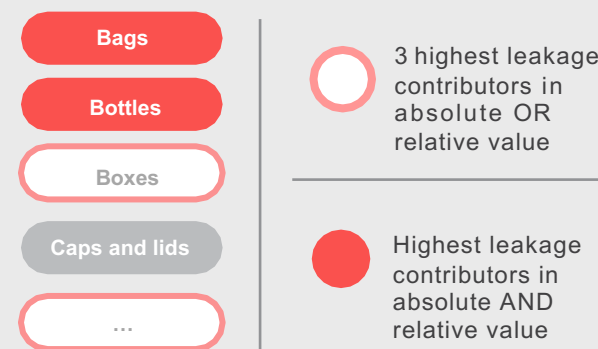 Bags
Bottles
Boxes
Caps and lids
...
3 highest leakage
contributors in
absolute OR
relative value
Highest leakage
contributors in
absolute AND
relative value